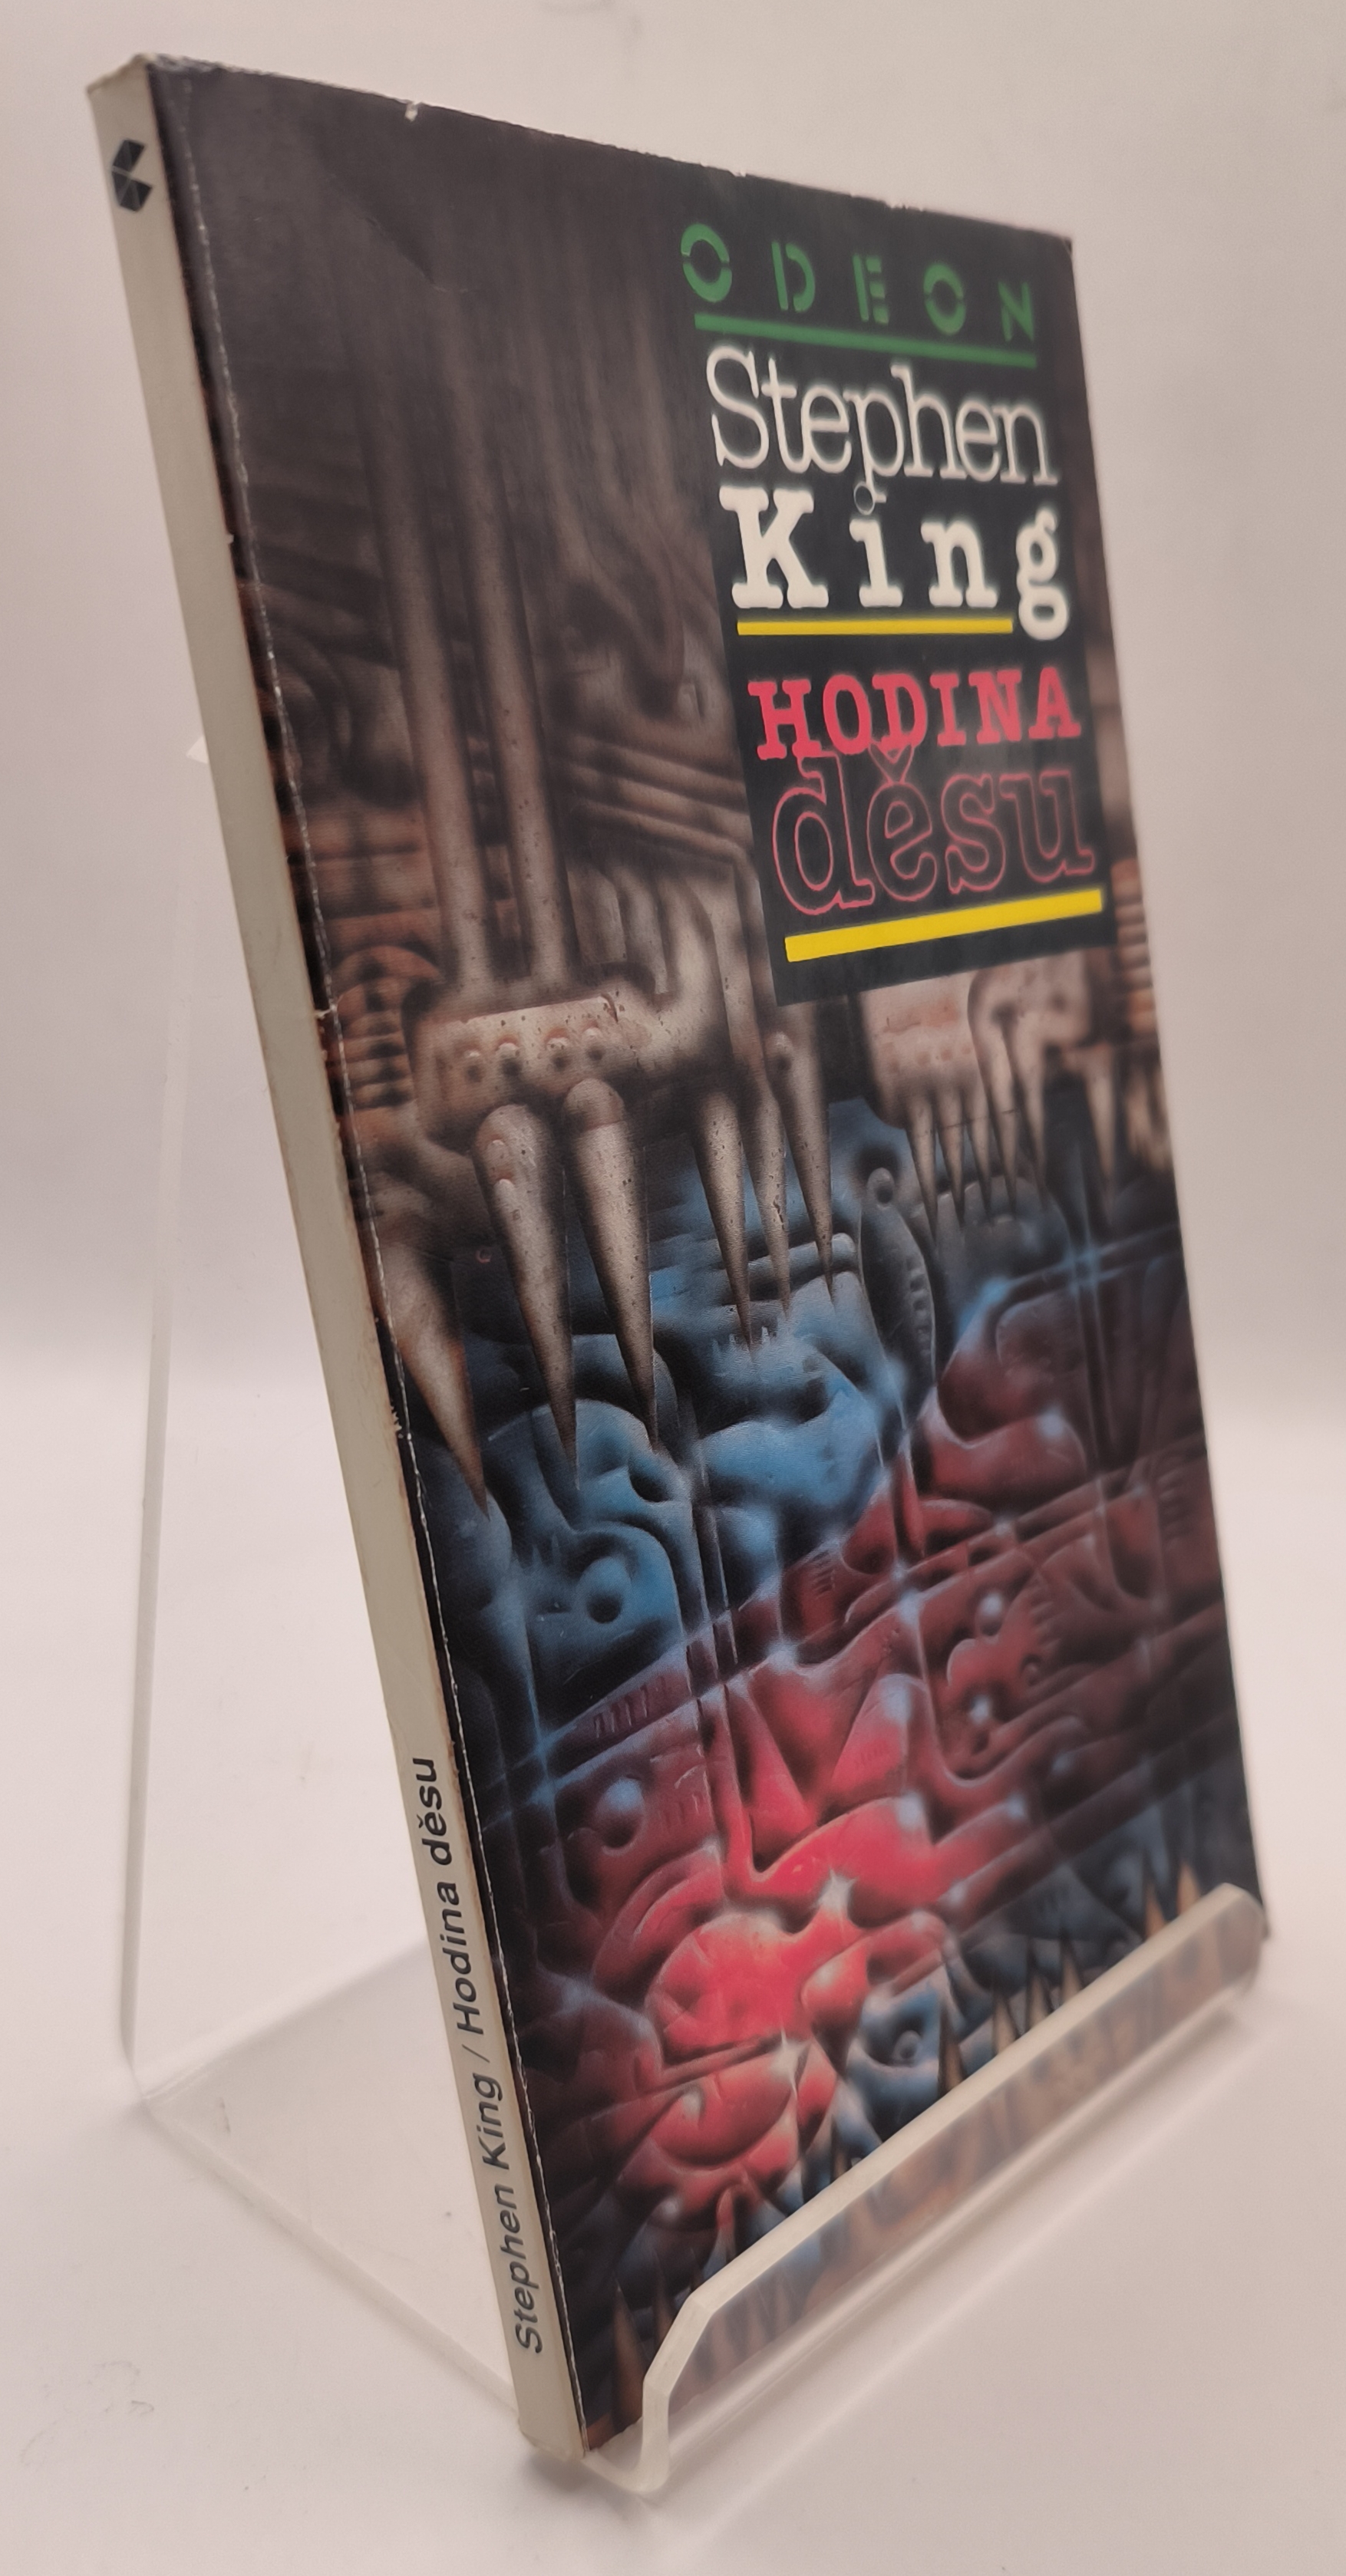 ODEON
Stephen
King
HODINA
děsu
Stephen King / Hodina děsu